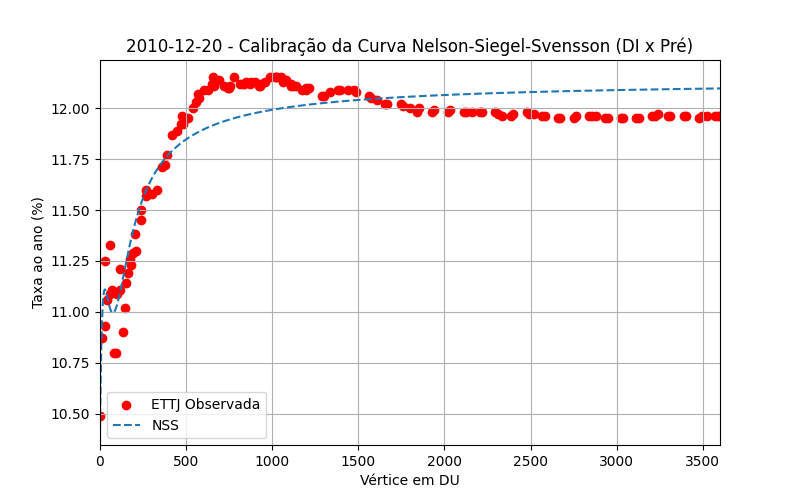 2010-12-20 - Calibração da Curva Nelson-Siegel-Svensson (DI x Pré)
Taxa ao ano (%)
12.00
11.75
11.50
11.25
11.00
10.75
10.50
ETTJ Observada
NSS
0 500 1000 1500 2000 2500 3000 3500
Vértice em DU